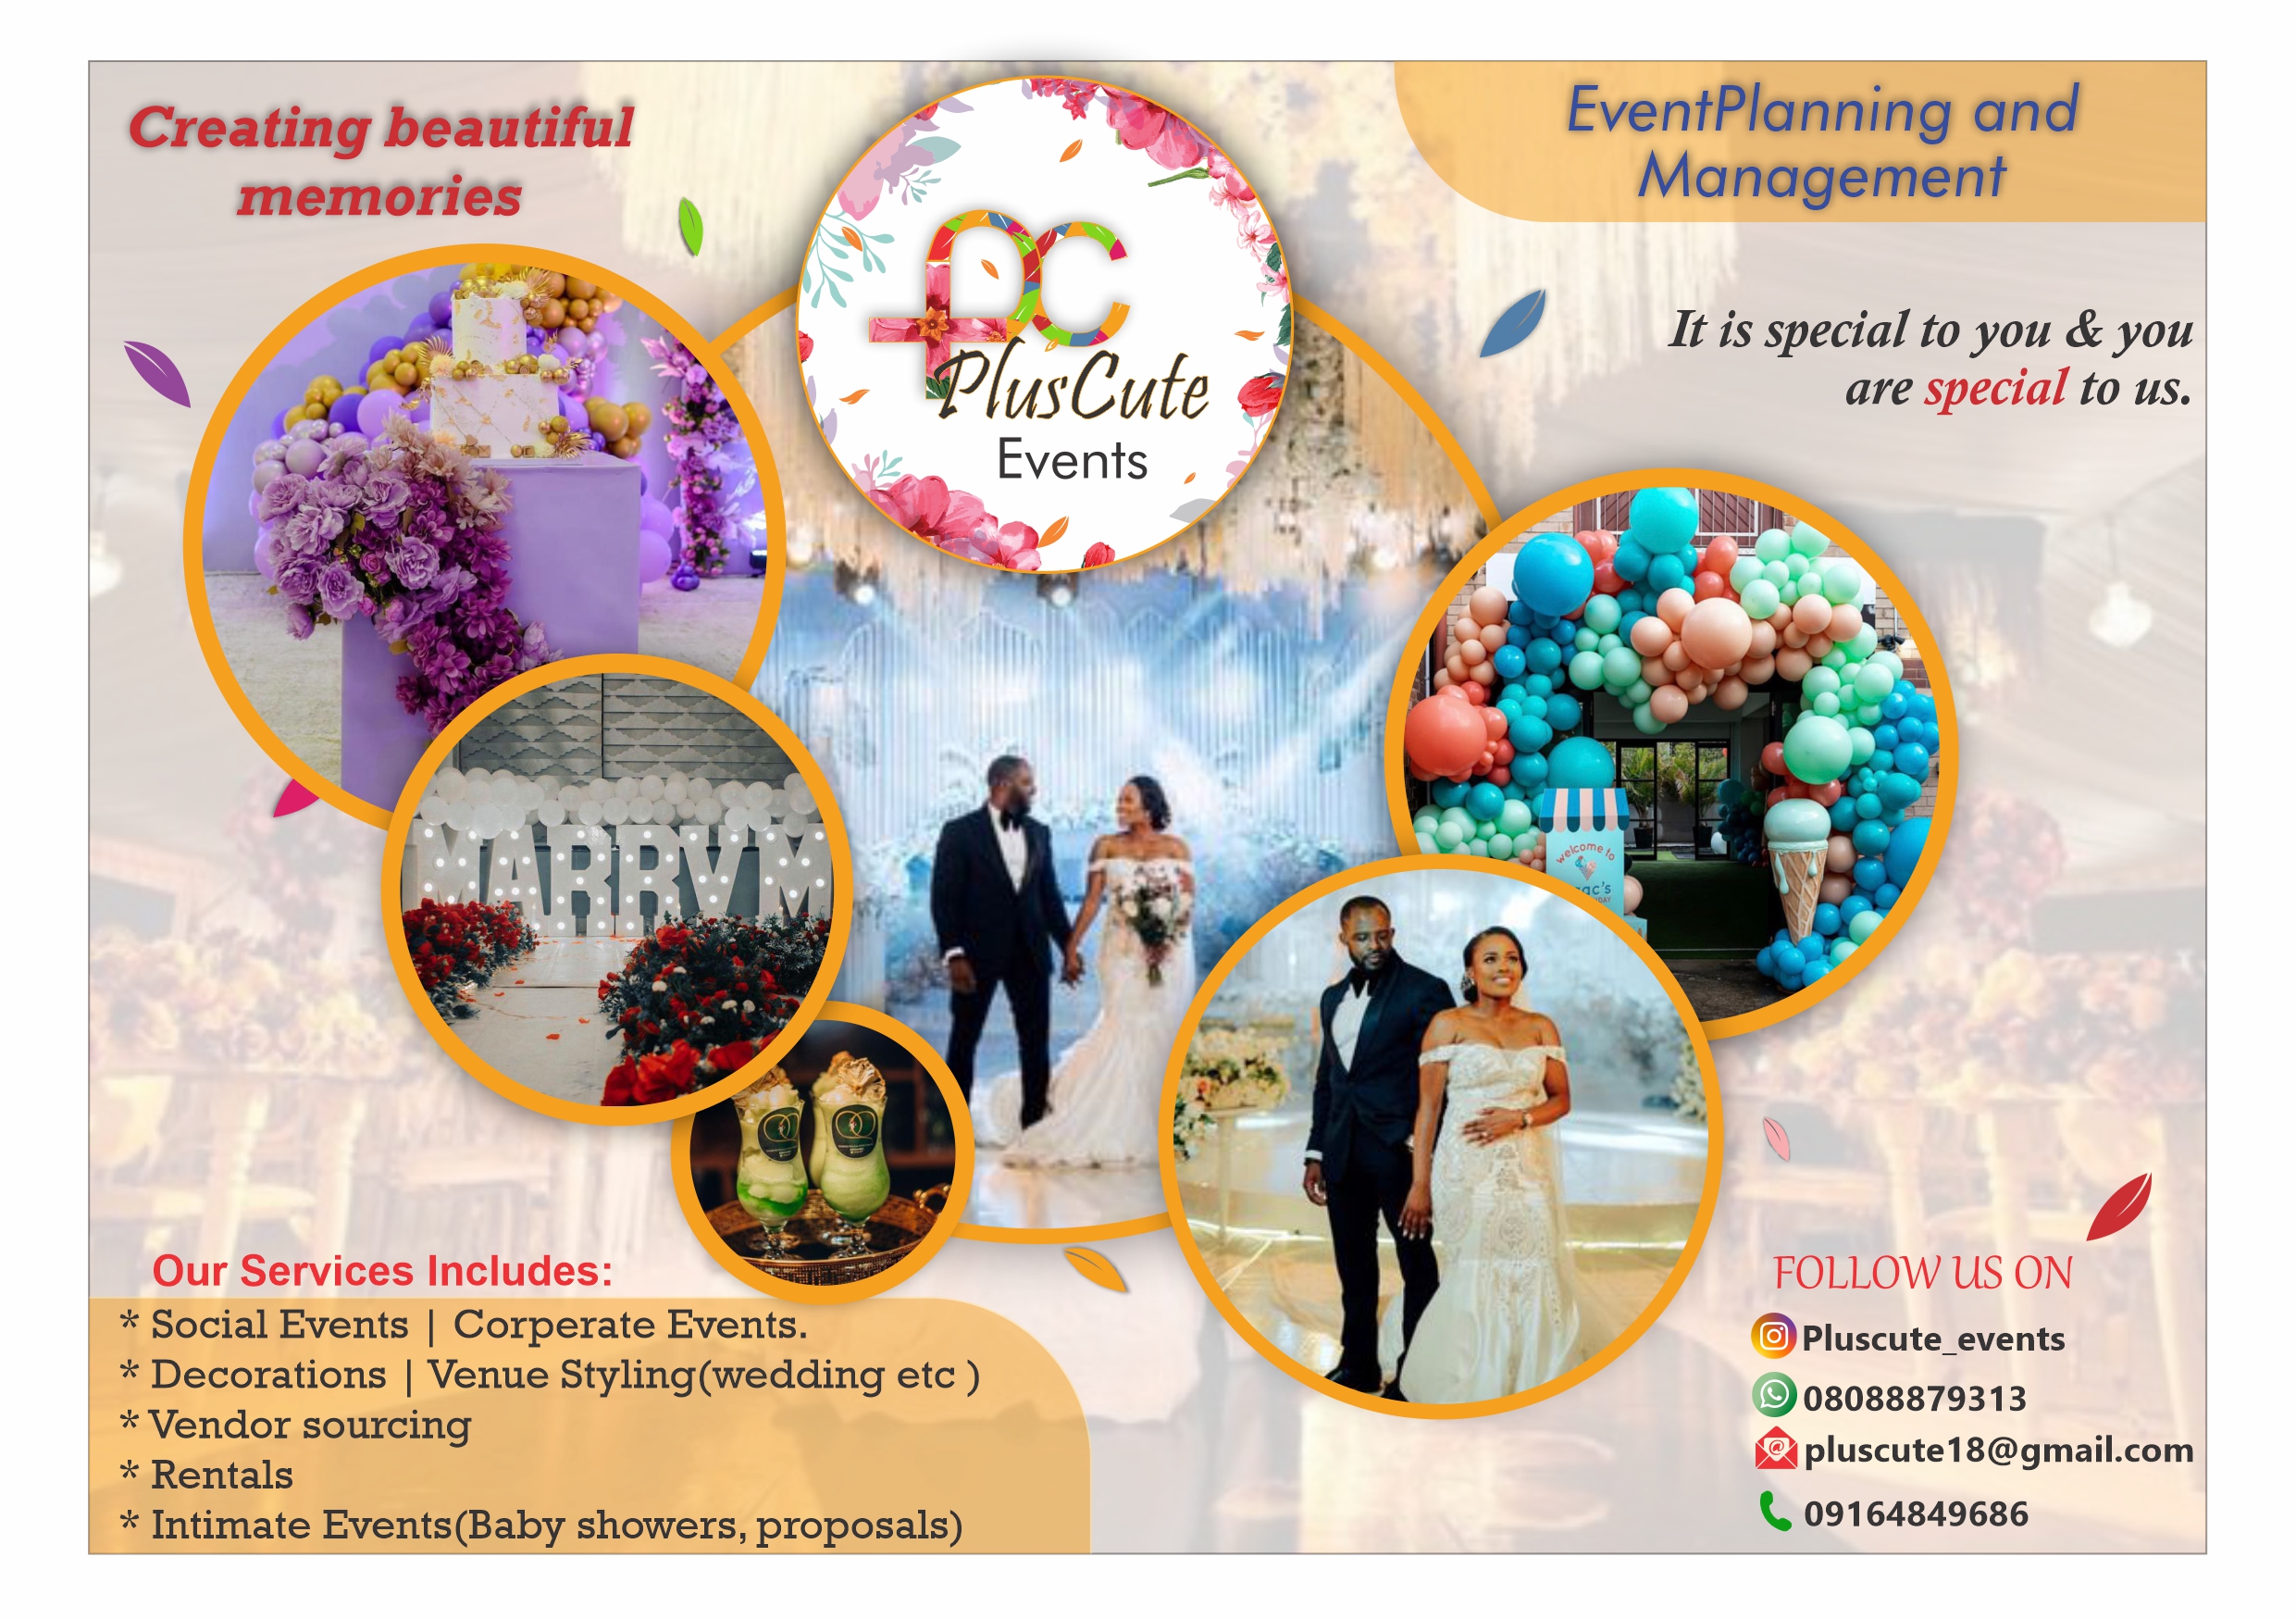 Creating beautiful
memories
EventPlanning and
Management
PC
PlusCute
Events
It is special to you & you
are special to us.
MARRY M
welcome to
Our Services Includes:
* Social Events | Corperate Events.
* Decorations | Venue Styling(wedding etc )
* Vendor sourcing
* Rentals
* Intimate Events(Baby showers, proposals)
FOLLOW US ON
Pluscute_events
08088879313
pluscute18@gmail.com
09164849686